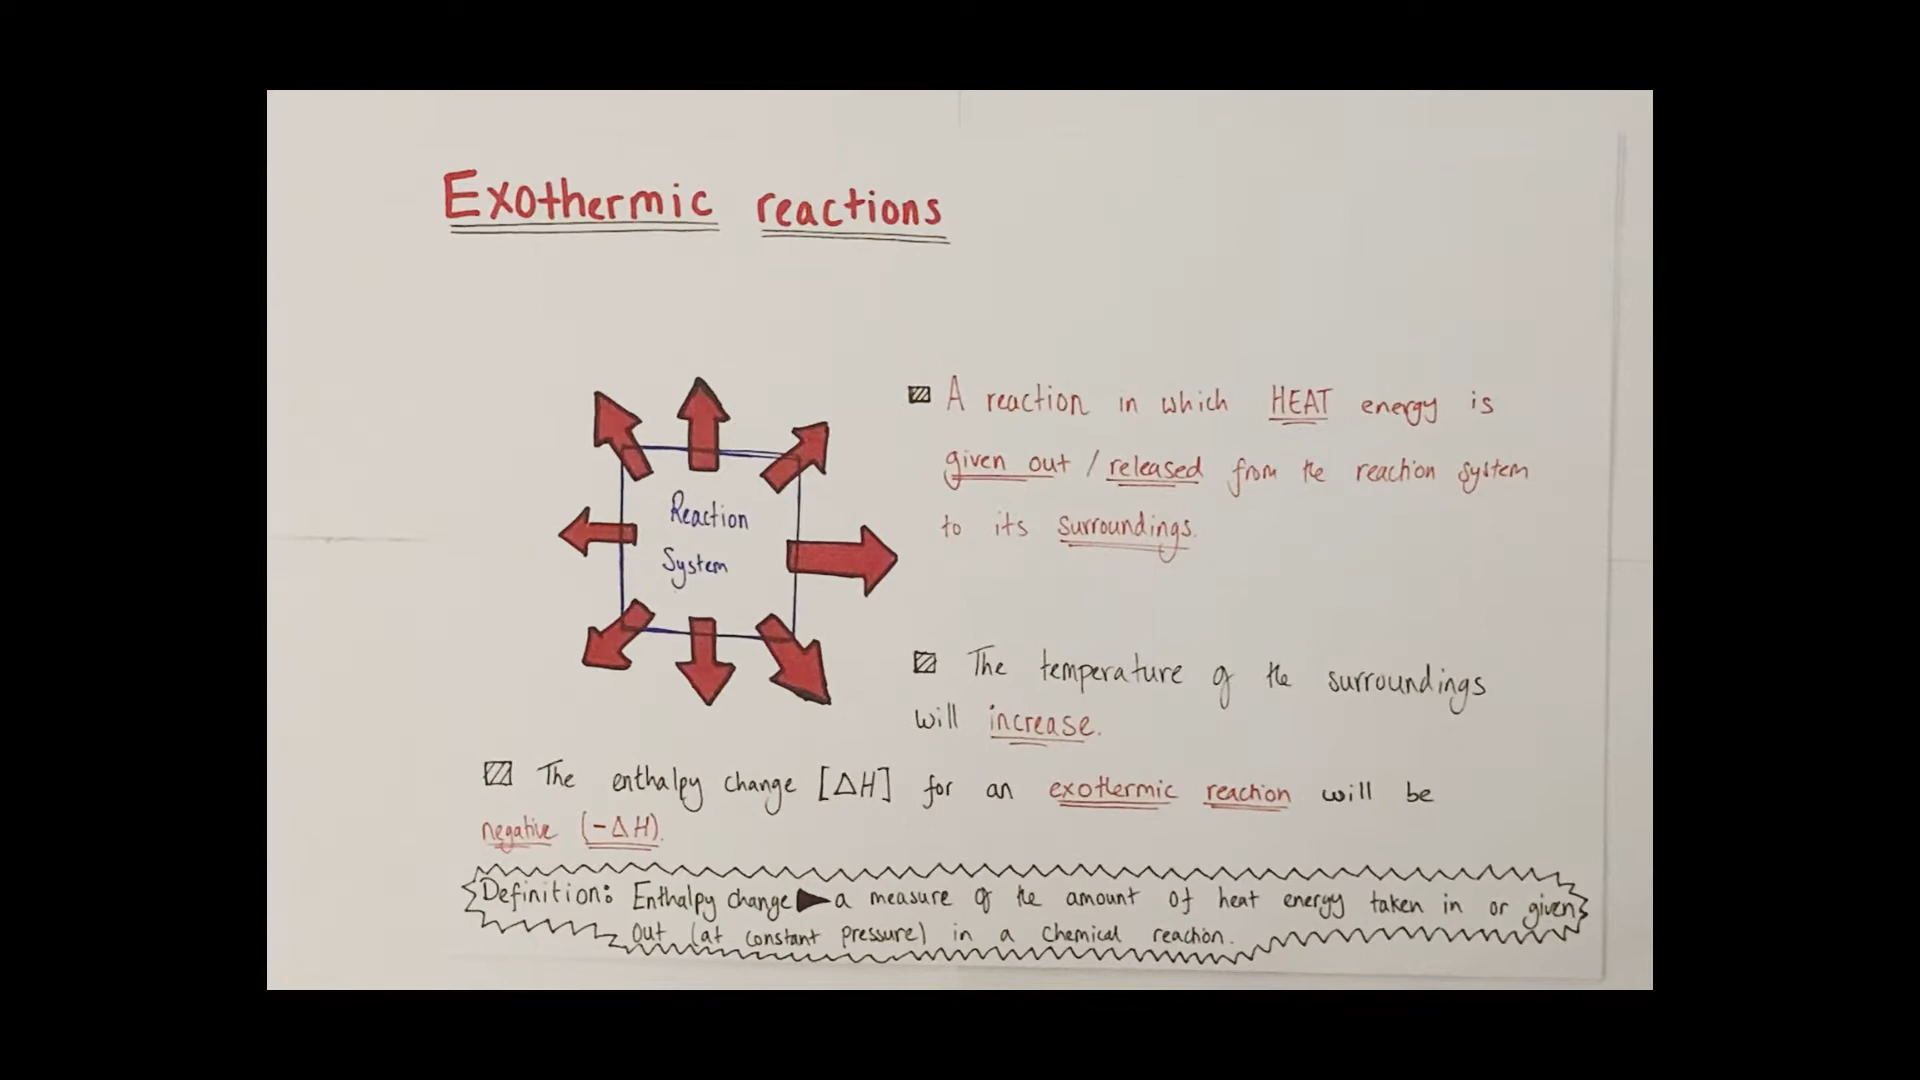 Exothermic reactions
Reaction
System
A reaction in which HEAT energy is
given out / released from the reaction system
to its surroundings.
The temperature of the surroundings
will increase.
The enthalpy change [ΔH] for an exothermic reaction will be
negative (-ΔH).
Definition: Enthalpy change ▶ a measure of the amount of heat energy taken in or given
out (at constant pressure) in a chemical reaction.